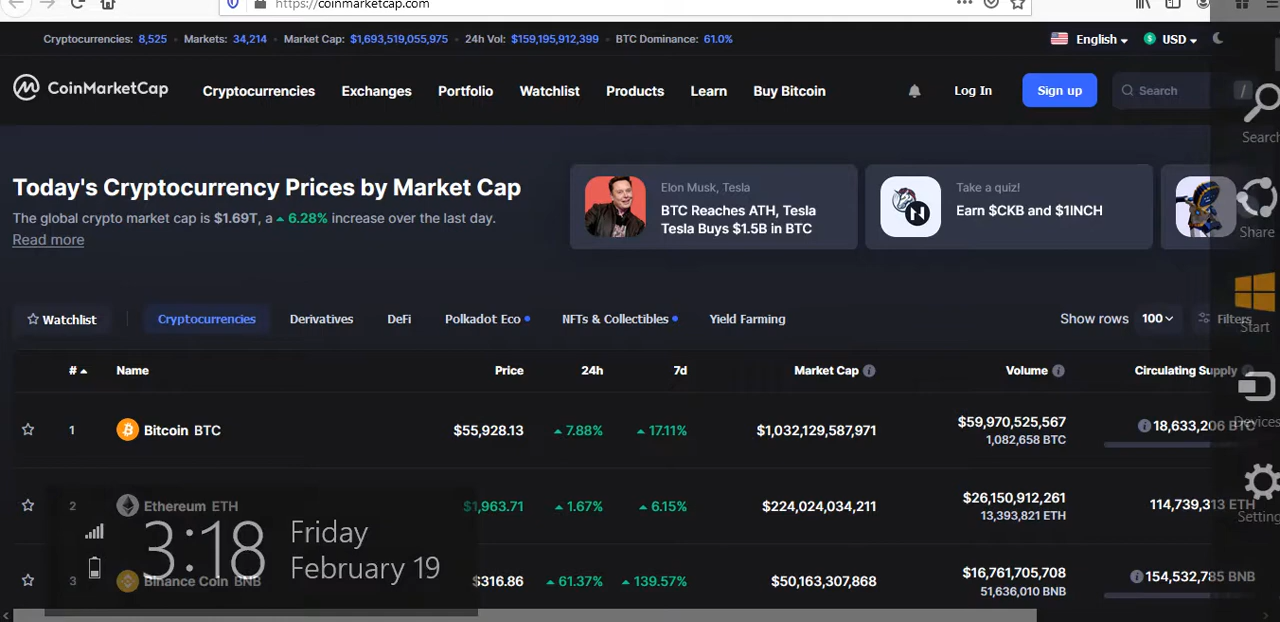 https://coinmarketcap.com
Cryptocurrencies: 8,525 • Markets: 34,214 • Market Cap: $1,693,519,055,975 • 24h Vol: $159,195,912,399 • BTC Dominance: 61.0%
English
USD
CoinMarketCap
Cryptocurrencies
Exchanges
Portfolio
Watchlist
Products
Learn
Buy Bitcoin
Log In
Sign up
Search
/
Search
Today's Cryptocurrency Prices by Market Cap
The global crypto market cap is $1.69T, a 6.28% increase over the last day.
Read more
Elon Musk, Tesla
BTC Reaches ATH, Tesla
Tesla Buys $1.5B in BTC
Take a quiz!
Earn $CKB and $1INCH
Share
Watchlist
Cryptocurrencies
Derivatives
DeFi
Polkadot Eco
NFTs & Collectibles
Yield Farming
Show rows
100
Filters
Start
#
Name
Price
24h
7d
Market Cap
Volume
Circulating Supply
Devices
1
Bitcoin BTC
$55,928.13
7.88%
17.11%
$1,032,129,587,971
$59,970,525,567
1,082,658 BTC
18,633,206 BTC
2
Ethereum ETH
$1,963.71
1.67%
6.15%
$224,024,034,211
$26,150,912,261
13,393,821 ETH
114,739,313 ETH
Setting
3:18
Friday
February 19
3
Binance Coin BNB
$316.86
61.37%
139.57%
$50,163,307,868
$16,761,705,708
51,636,010 BNB
154,532,785 BNB